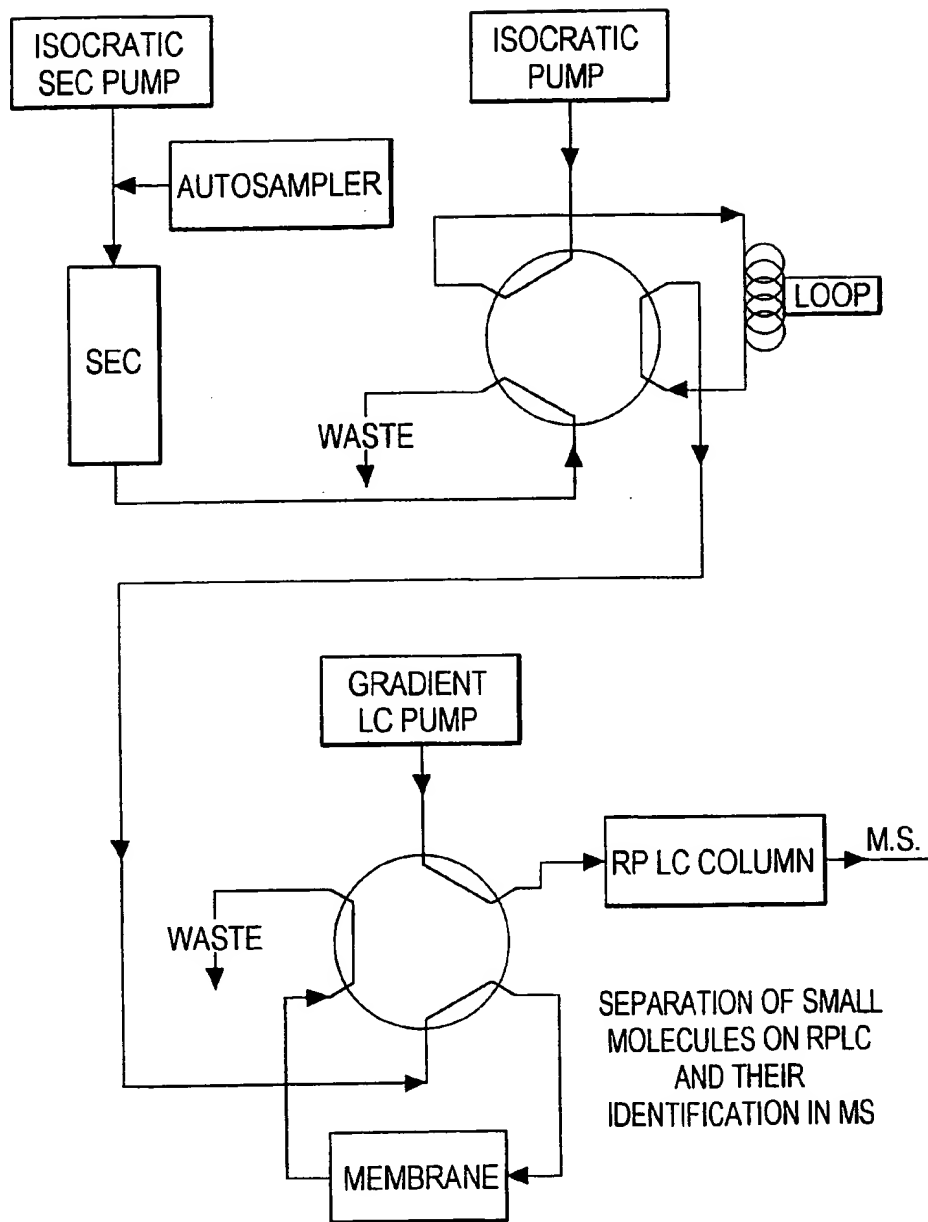 ISOCRATIC
SEC PUMP
ISOCRATIC
PUMP
AUTOSAMPLER
SEC
LOOP
WASTE
GRADIENT
LC PUMP
RP LC COLUMN
M.S.
WASTE
SEPARATION OF SMALL
MOLECULES ON RPLC
AND THEIR
IDENTIFICATION IN MS
MEMBRANE